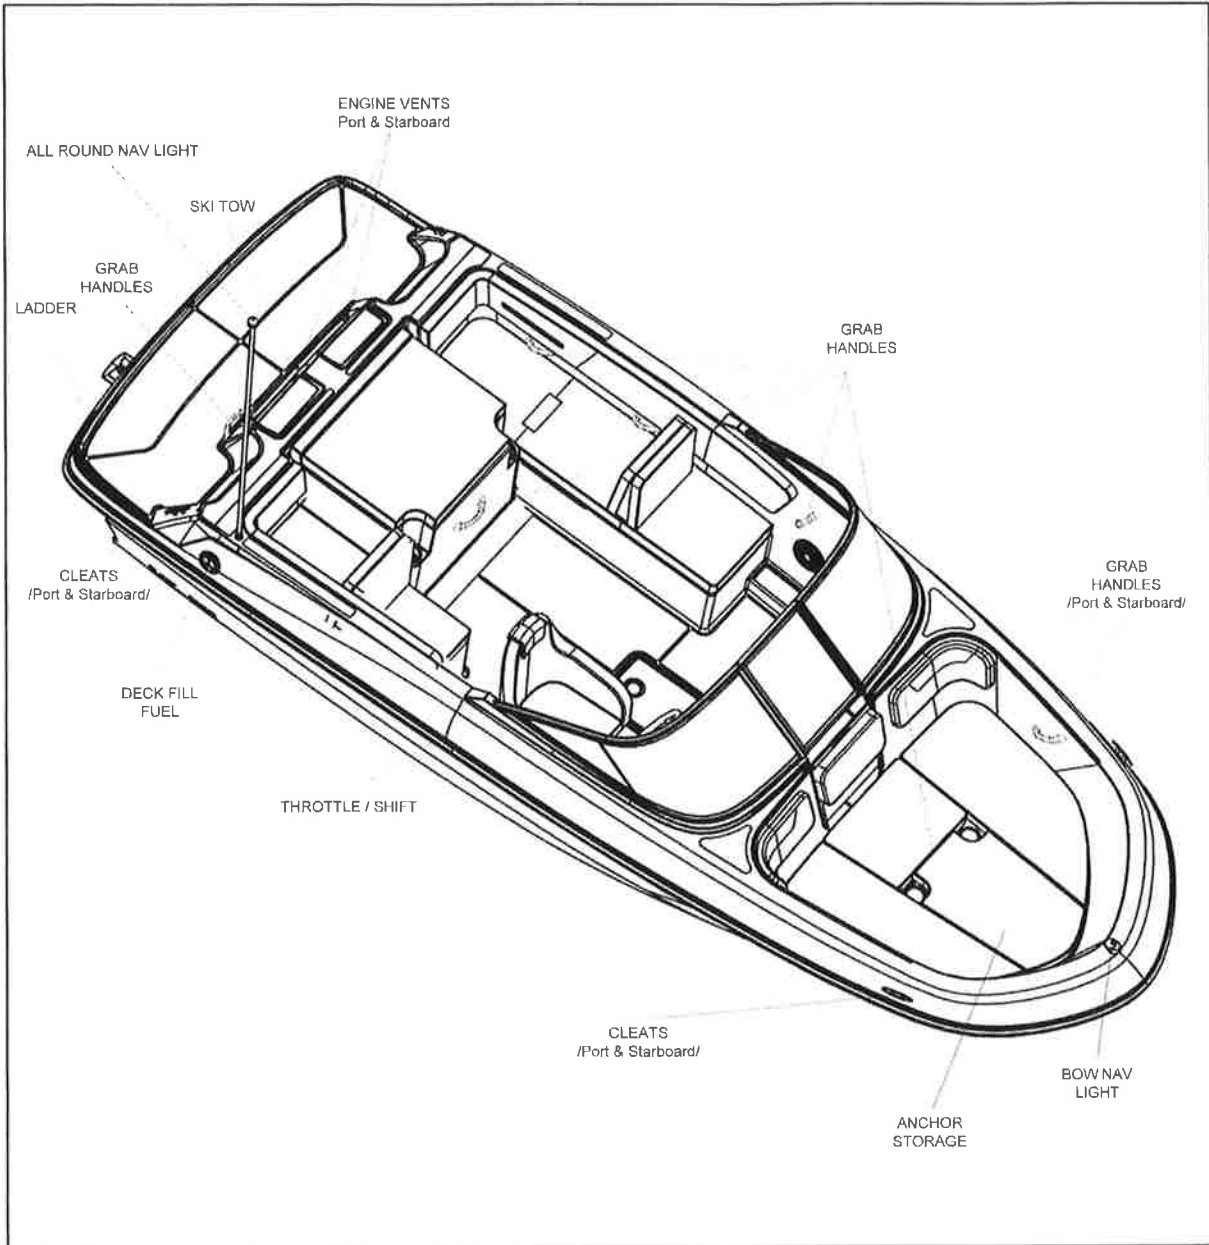 ENGINE VENTS
Port & Starboard
ALL ROUND NAV LIGHT
SKI TOW
GRAB
HANDLES
LADDER
GRAB
HANDLES
GRAB
HANDLES
/Port & Starboard/
CLEATS
/Port & Starboard/
DECK FILL
FUEL
THROTTLE / SHIFT
CLEATS
/Port & Starboard/
BOW NAV
LIGHT
ANCHOR
STORAGE